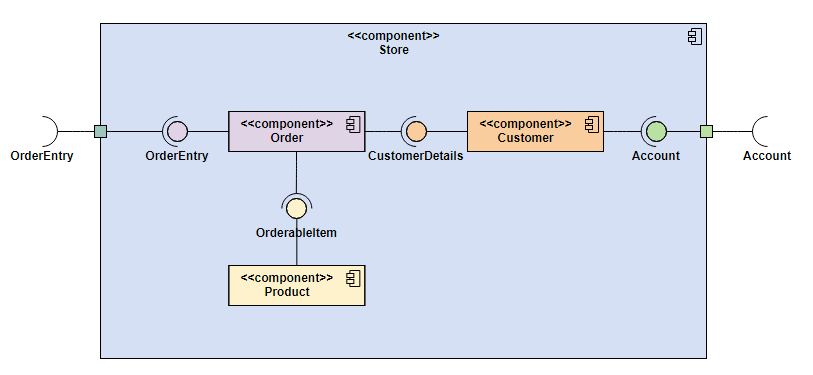 <<component>>
Store
<<component>>
Order
<<component>>
Customer
OrderEntry
OrderEntry
CustomerDetails
Account
Account
OrderableItem
<<component>>
Product